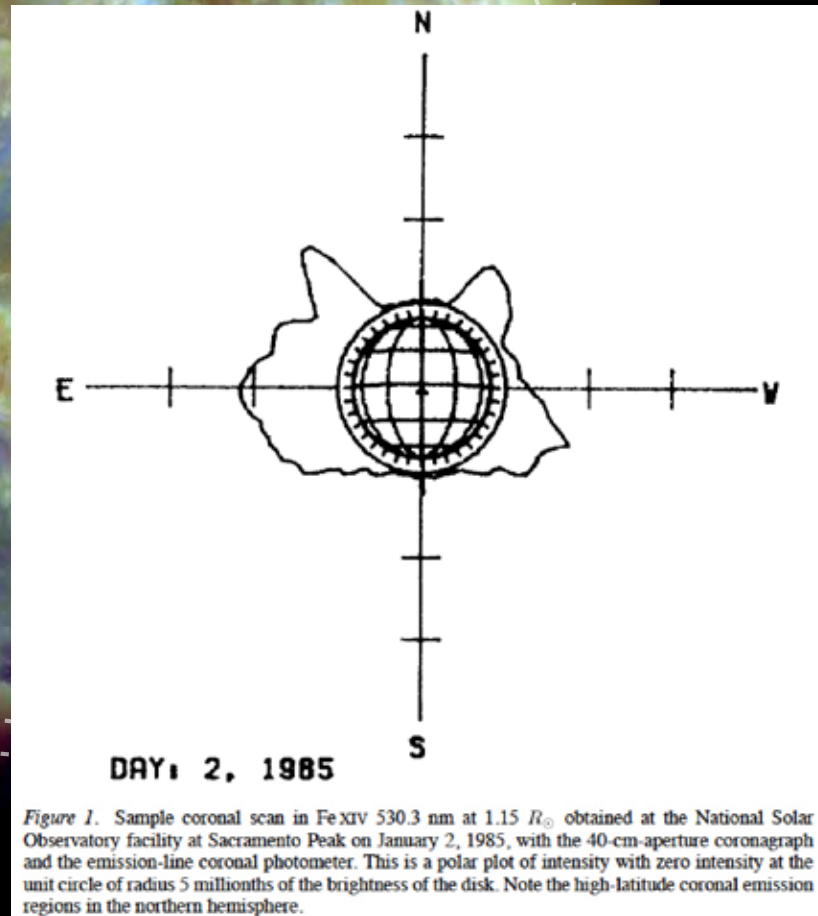 N
E
W
S
DAY: 2, 1985
Figure 1. Sample coronal scan in Fe XIV 530.3 nm at 1.15 R☉ obtained at the National Solar
Observatory facility at Sacramento Peak on January 2, 1985, with the 40-cm-aperture coronagraph
and the emission-line coronal photometer. This is a polar plot of intensity with zero intensity at the
unit circle of radius 5 millionths of the brightness of the disk. Note the high-latitude coronal emission
regions in the northern hemisphere.